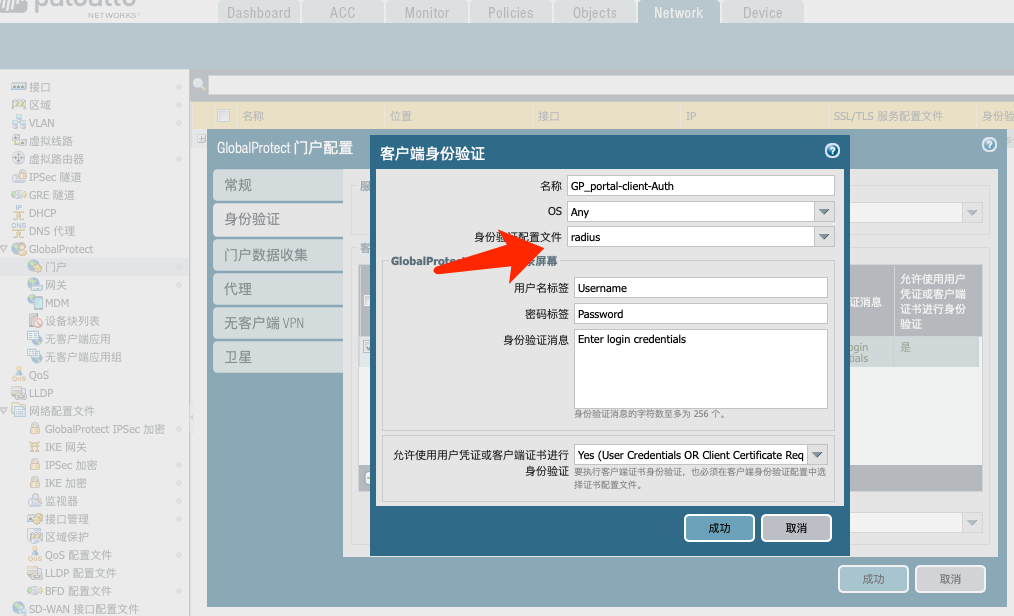 paloalto
NETWORKS
Dashboard
ACC
Monitor
Policies
Objects
Network
Device
接口
区域
VLAN
虚拟线路
虚拟路由器
IPSec 隧道
GRE 隧道
DHCP
DNS 代理
GlobalProtect
门户
网关
MDM
设备块列表
无客户端应用
无客户端应用组
QoS
LLDP
网络配置文件
GlobalProtect IPSec 加密
IKE 网关
IPSec 加密
IKE 加密
监视器
接口管理
区域保护
QoS 配置文件
LLDP 配置文件
BFD 配置文件
SD-WAN 接口配置文件
名称
位置
接口
IP
SSL/TLS 服务配置文件
身份验
GlobalProtect 门户配置
常规
身份验证
门户数据收集
代理
无客户端 VPN
卫星
服
客
证消息
允许使用用户
凭证或客户端
证书进行身份
验证
ogin
tials
是
客户端身份验证
名称
GP_portal-client-Auth
OS
Any
身份验证配置文件
radius
GlobalProtect
录屏幕
用户名标签
Username
密码标签
Password
身份验证消息
Enter login credentials
身份验证消息的字符数至多为 256 个。
允许使用用户凭证或客户端证书进行
身份验证
Yes (User Credentials OR Client Certificate Req
要执行客户端证书身份验证，也必须在客户端身份验证配置中选
择证书配置文件。
成功
取消
成功
取消